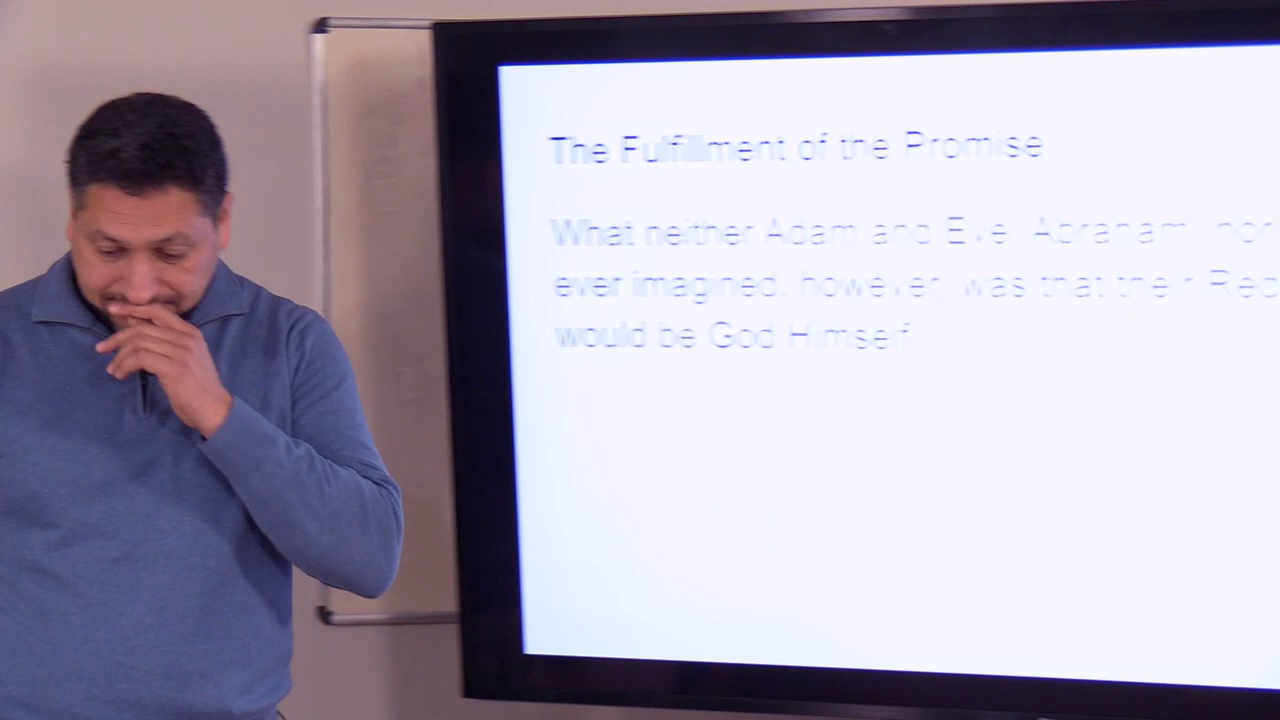 The Fulfillment of the Promise
What neither Adam and Eve, Abraham, nor
ever imagined, however, was that their Red
would be God Himself